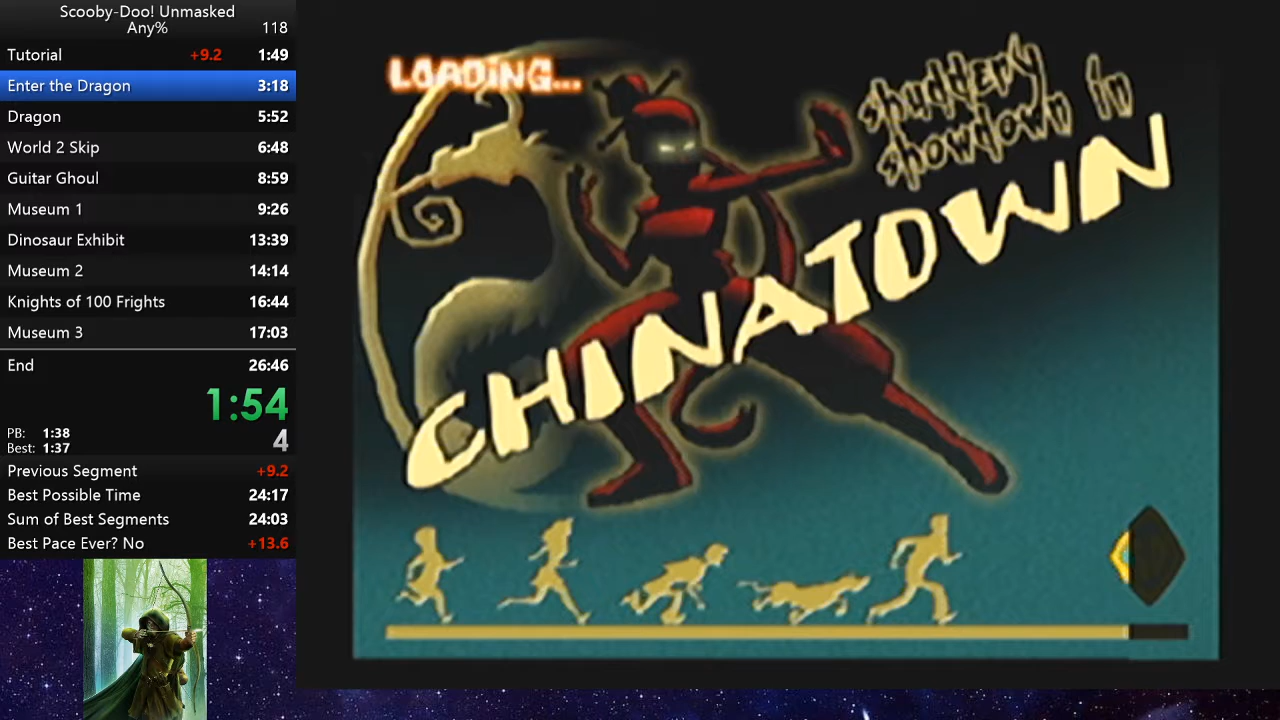 Scooby-Doo! Unmasked
Any% 118
Tutorial +9.2 1:49
Enter the Dragon 3:18
Dragon 5:52
World 2 Skip 6:48
Guitar Ghoul 8:59
Museum 1 9:26
Dinosaur Exhibit 13:39
Museum 2 14:14
Knights of 100 Frights 16:44
Museum 3 17:03
End 26:46
1:54
PB: 1:38
Best: 1:37
4
Previous Segment +9.2
Best Possible Time 24:17
Sum of Best Segments 24:03
Best Pace Ever? No +13.6
LOADING...
shuddery
showdown in
CHINATOWN